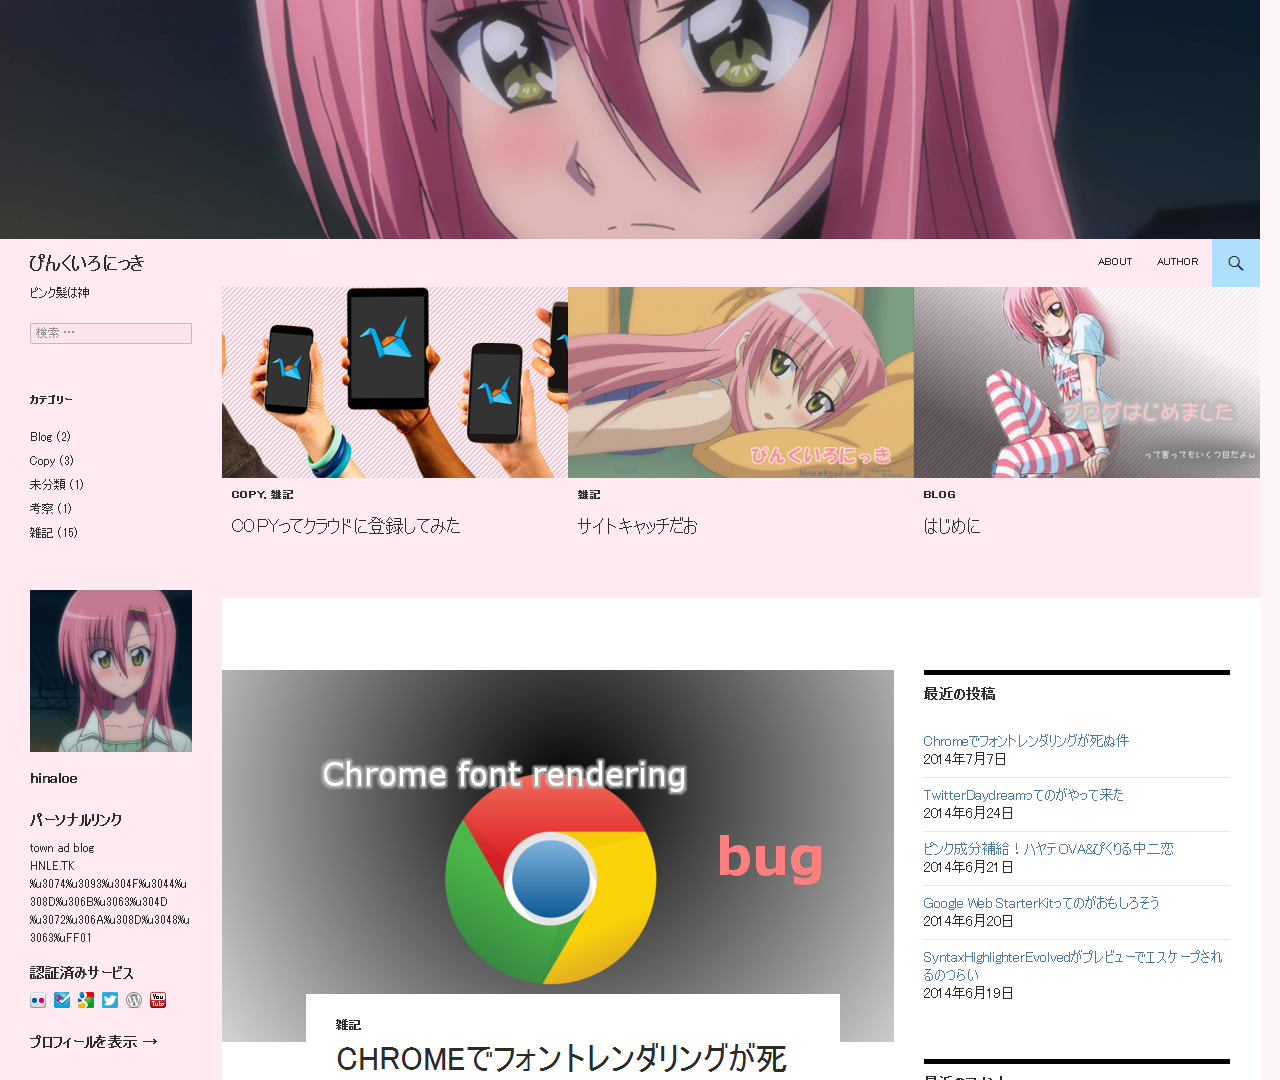 ぴんくいろにっき
ABOUT
AUTHOR
ピンク髪は神
検索 …
カテゴリー
Blog (2)
Copy (3)
未分類 (1)
考察 (1)
雑記 (15)
COPY, 雑記
COPYってクラウドに登録してみた
ぴんくいろにっき
雑記
サイトキャッチだお
ブログはじめました
って言ってもいくつ目だよw
BLOG
はじめに
hinaloe
パーソナルリンク
town ad blog
HNLE.TK
%u3074%u3093%u304F%u3044%u
308D%u306B%u3063%u304D
%u3072%u306A%u308D%u3048%u
3063%uFF01
認証済みサービス
プロフィールを表示 →
Chrome font rendering
bug
雑記
CHROMEでフォントレンダリングが死
最近の投稿
Chromeでフォントレンダリングが死ぬ件
2014年7月7日
TwitterDaydreamってのがやって来た
2014年6月24日
ピンク成分補給！ハヤテOVA&ぴくりる中二恋
2014年6月21日
Google Web StarterKitってのがおもしろそう
2014年6月20日
SyntaxHighlighterEvolvedがプレビューでエスケープされ
るのつらい
2014年6月19日